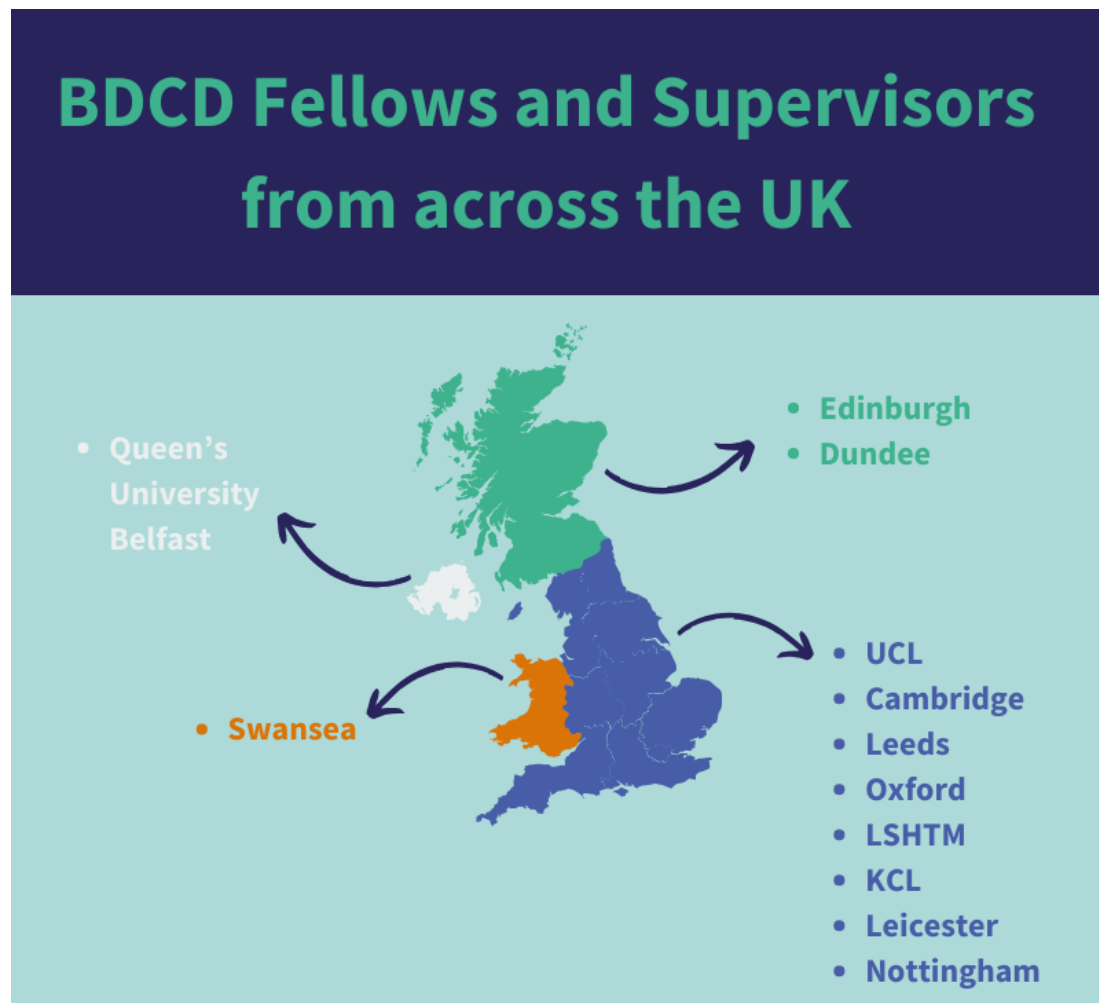 BDCD Fellows and Supervisors
from across the UK
• Edinburgh
• Dundee
• Queen’s
University
Belfast
• Swansea
• UCL
• Cambridge
• Leeds
• Oxford
• LSHTM
• KCL
• Leicester
• Nottingham